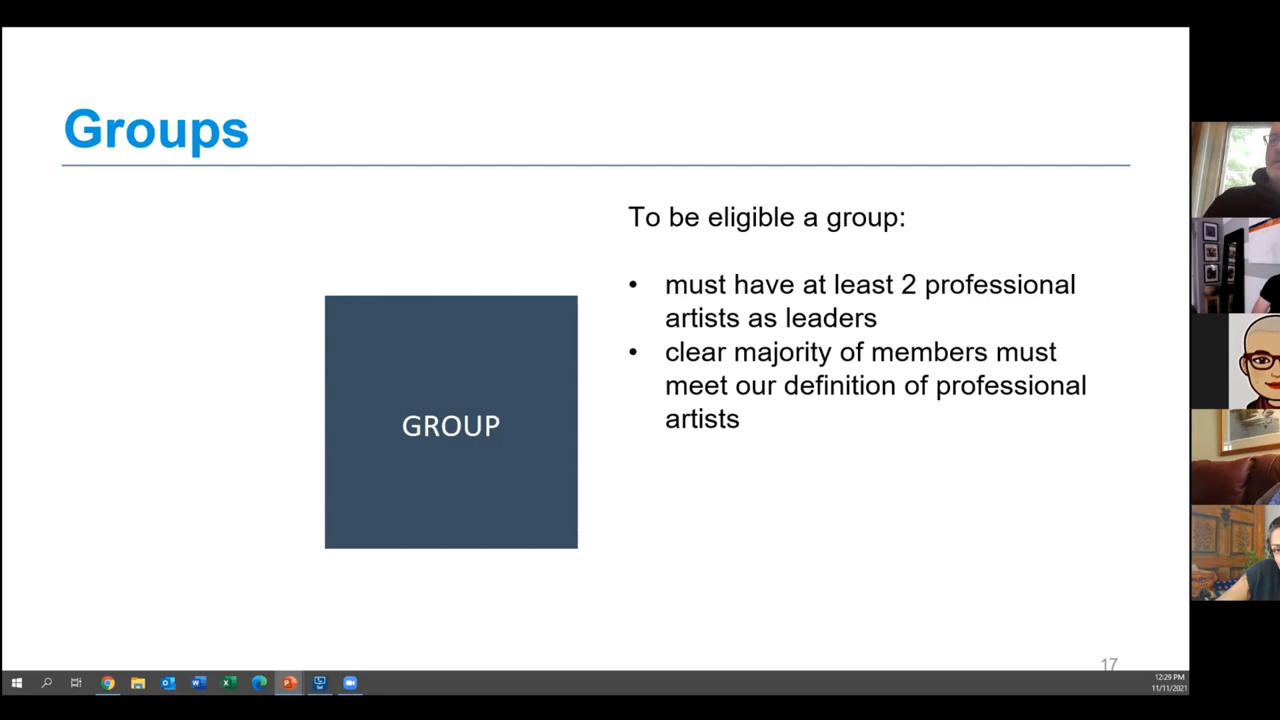 Groups
To be eligible a group:
• must have at least 2 professional
artists as leaders
• clear majority of members must
meet our definition of professional
artists
GROUP
17
12:29 PM
11/11/2021